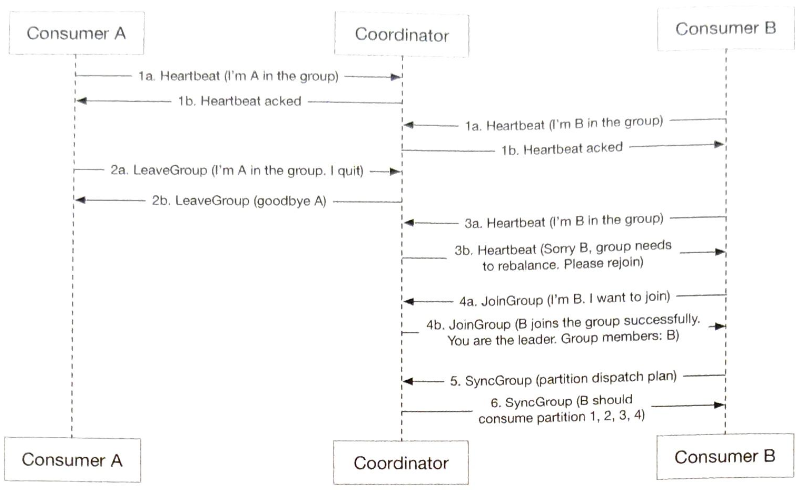 Consumer A
Coordinator
Consumer B
1a. Heartbeat (I'm A in the group)
1b. Heartbeat acked
1a. Heartbeat (I'm B in the group)
1b. Heartbeat acked
2a. LeaveGroup (I'm A in the group. I quit)
2b. LeaveGroup (goodbye A)
3a. Heartbeat (I'm B in the group)
3b. Heartbeat (Sorry B, group needs
to rebalance. Please rejoin)
4a. JoinGroup (I'm B. I want to join)
4b. JoinGroup (B joins the group successfully.
You are the leader. Group members: B)
5. SyncGroup (partition dispatch plan)
6. SyncGroup (B should
consume partition 1, 2, 3, 4)
Consumer A
Coordinator
Consumer B